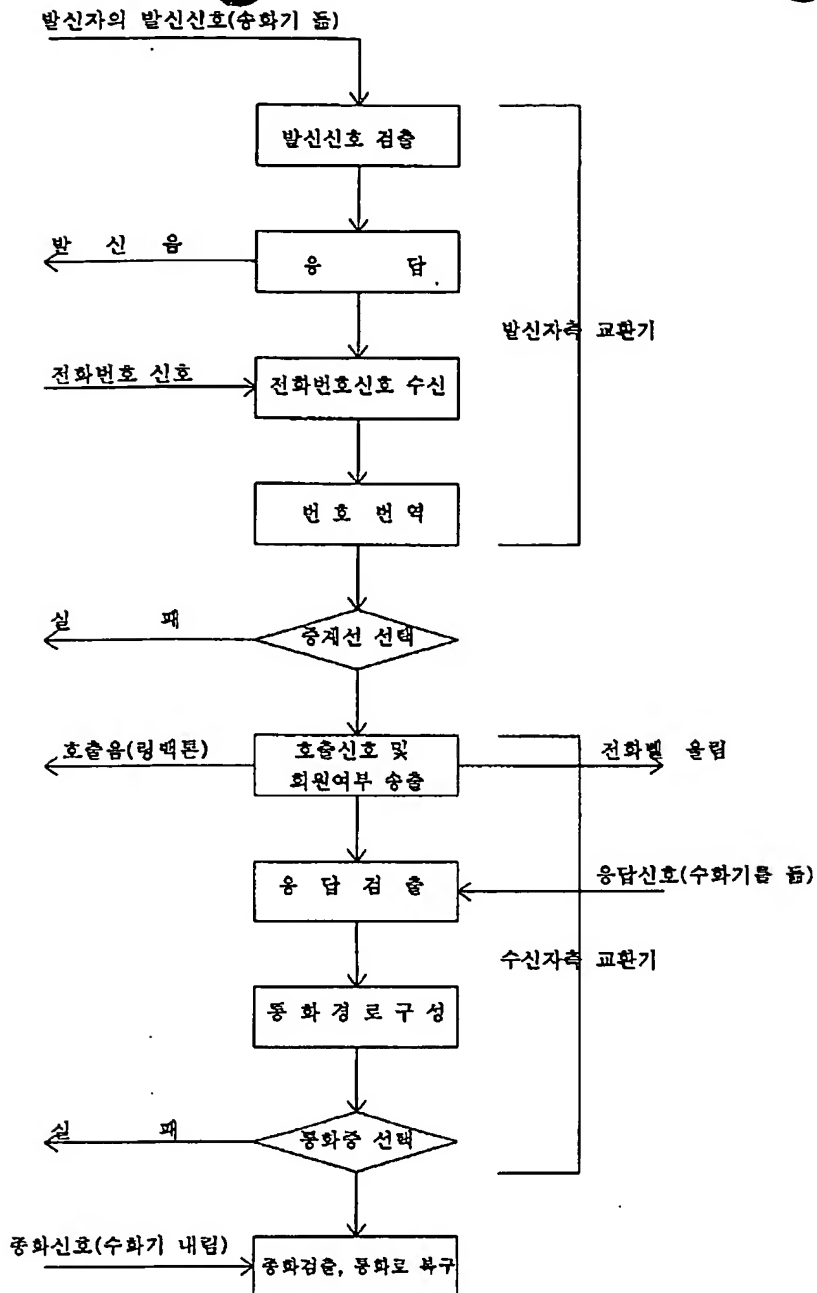 발신자의 발신신호(송화기 듦)
발신신호 검출
발 신 음
응 답
발신자측 교환기
전화번호 신호
전화번호신호 수신
번 호 번 역
실 패
중계선 선택
호출음(링백톤)
호출신호 및
회원여부 송출
전화벨 울림
응 답 검 출
응답신호(수화기를 듦)
수신자측 교환기
통 화 경 로 구 성
실 패
통화중 선택
종화신호(수화기 내림)
종화검출, 통화로 복구